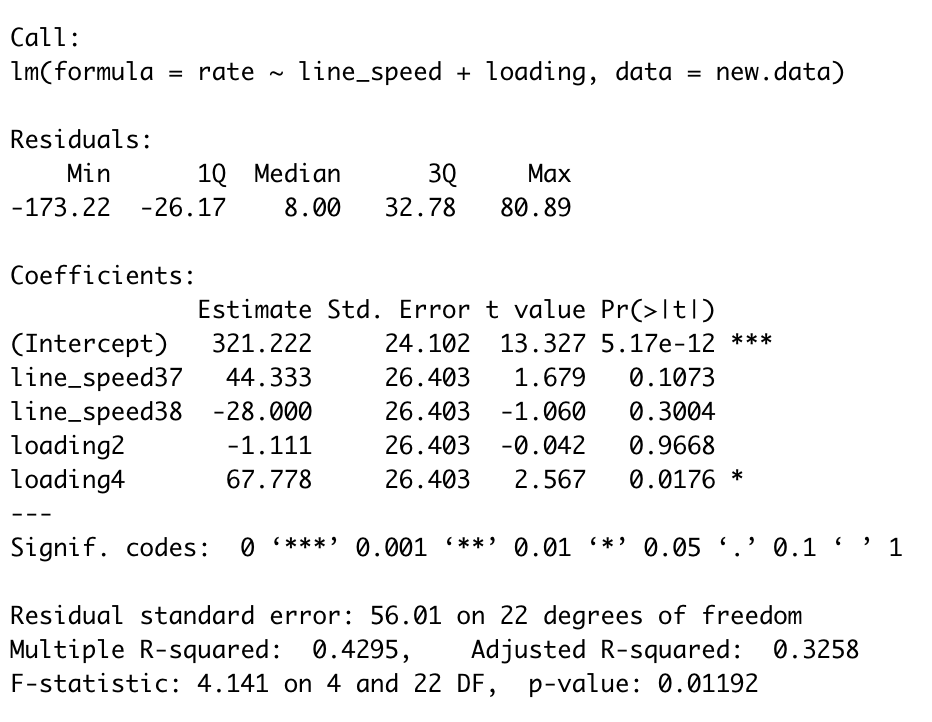 Call:
lm(formula = rate ~ line_speed + loading, data = new.data)
Residuals:
    Min      1Q  Median      3Q     Max
-173.22  -26.17    8.00   32.78   80.89
Coefficients:
             Estimate Std. Error t value Pr(>|t|)
(Intercept)   321.222     24.102  13.327 5.17e-12 ***
line_speed37   44.333     26.403   1.679   0.1073
line_speed38  -28.000     26.403  -1.060   0.3004
loading2       -1.111     26.403  -0.042   0.9668
loading4       67.778     26.403   2.567   0.0176 *
---
Signif. codes:  0 ‘***’ 0.001 ‘**’ 0.01 ‘*’ 0.05 ‘.’ 0.1 ‘ ’ 1
Residual standard error: 56.01 on 22 degrees of freedom
Multiple R-squared:  0.4295,    Adjusted R-squared:  0.3258
F-statistic: 4.141 on 4 and 22 DF,  p-value: 0.01192